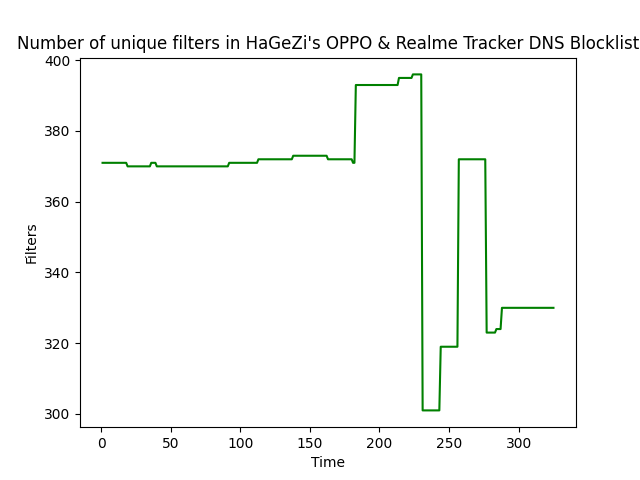 Number of unique filters in HaGeZi's OPPO & Realme Tracker DNS Blocklist
400
380
360
340
320
300
Filters
0 50 100 150 200 250 300
Time